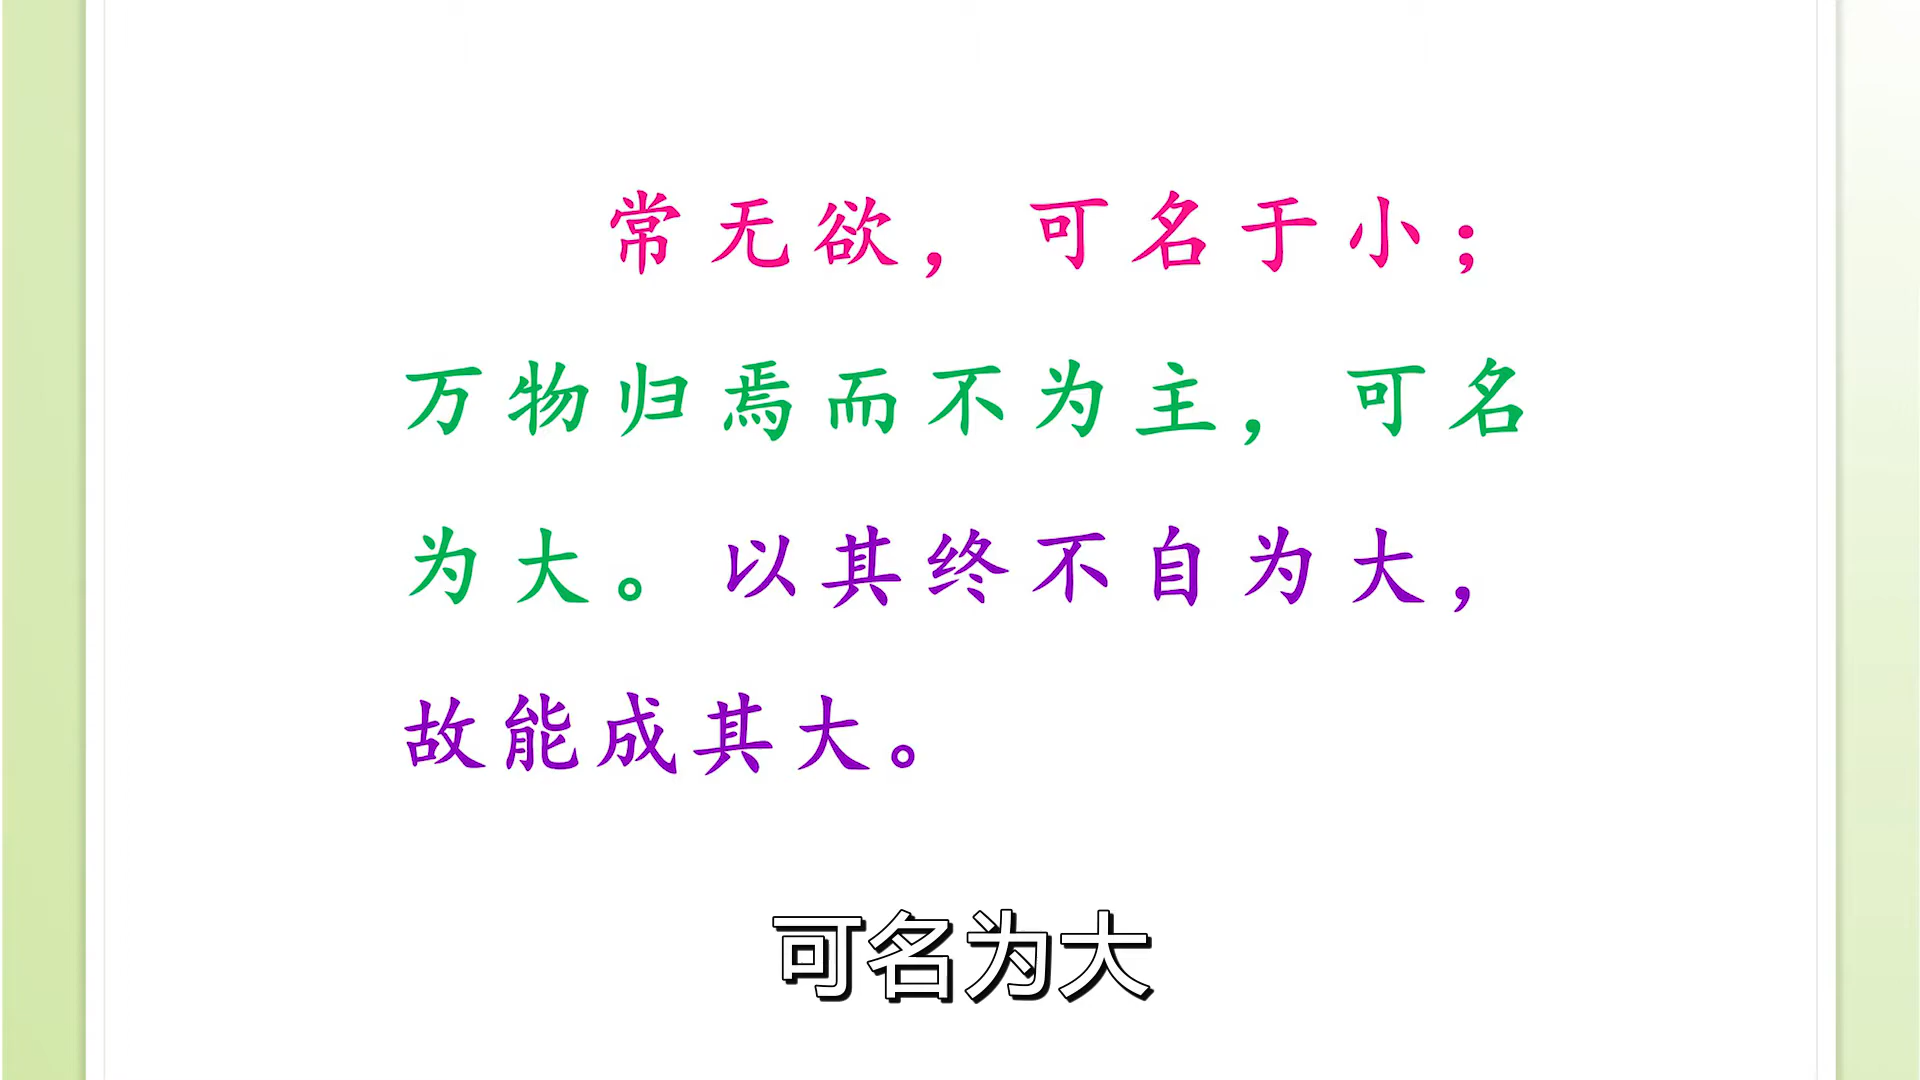 常无欲，可名于小；
万物归焉而不为主，可名
为大。以其终不自为大，
故能成其大。
可名为大